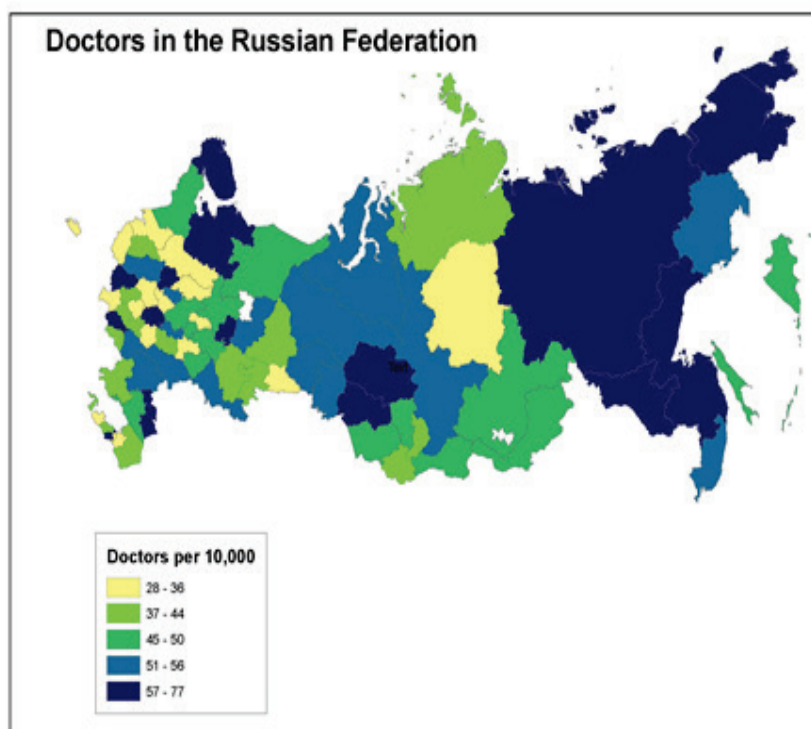 Doctors in the Russian Federation
Doctors per 10,000
28 - 36
37 - 44
45 - 50
51 - 56
57 - 77